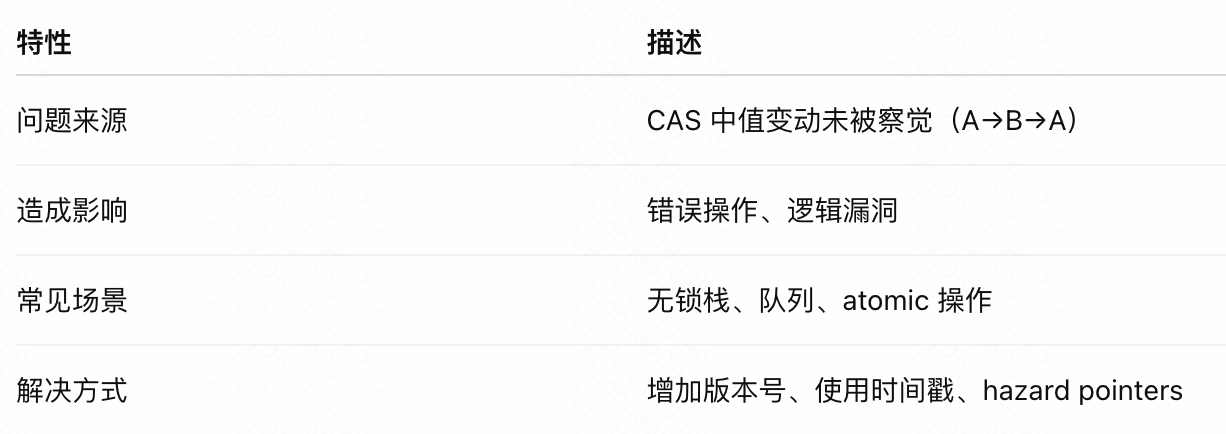 特性 描述
问题来源 CAS 中值变动未被察觉（A→B→A）
造成影响 错误操作、逻辑漏洞
常见场景 无锁栈、队列、atomic 操作
解决方式 增加版本号、使用时间戳、hazard pointers